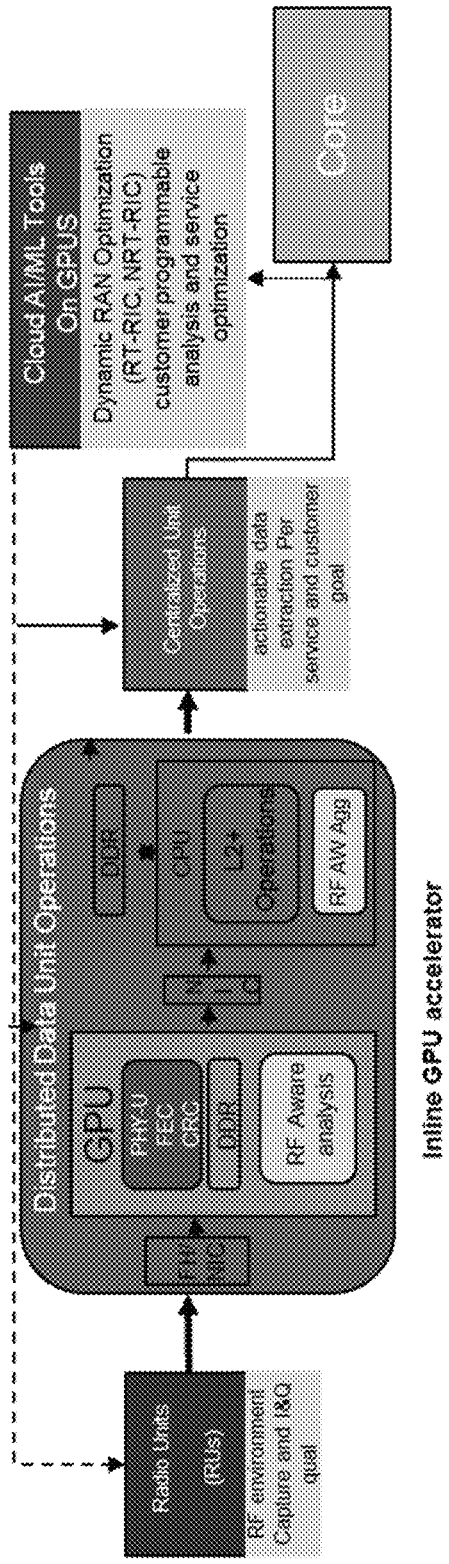 Radio Units
(RUs)
RF environment
Capture and I&Q
qual
Distributed Data Unit Operations
FH
NIC
GPU
PHY-U
FEC
CRC
DDR
RF Aware
analysis
N
I
C
DDR
CPU
L2+
Operations
RF AW Agg
Centralized Unit
Operations
actionable data
extraction Per
service and customer
goal
Cloud AI/ML Tools
On GPUS
Dynamic RAN Optimization
(RT-RIC, NRT-RIC)
customer programmable
analysis and service
optimization
Core
Inline GPU accelerator